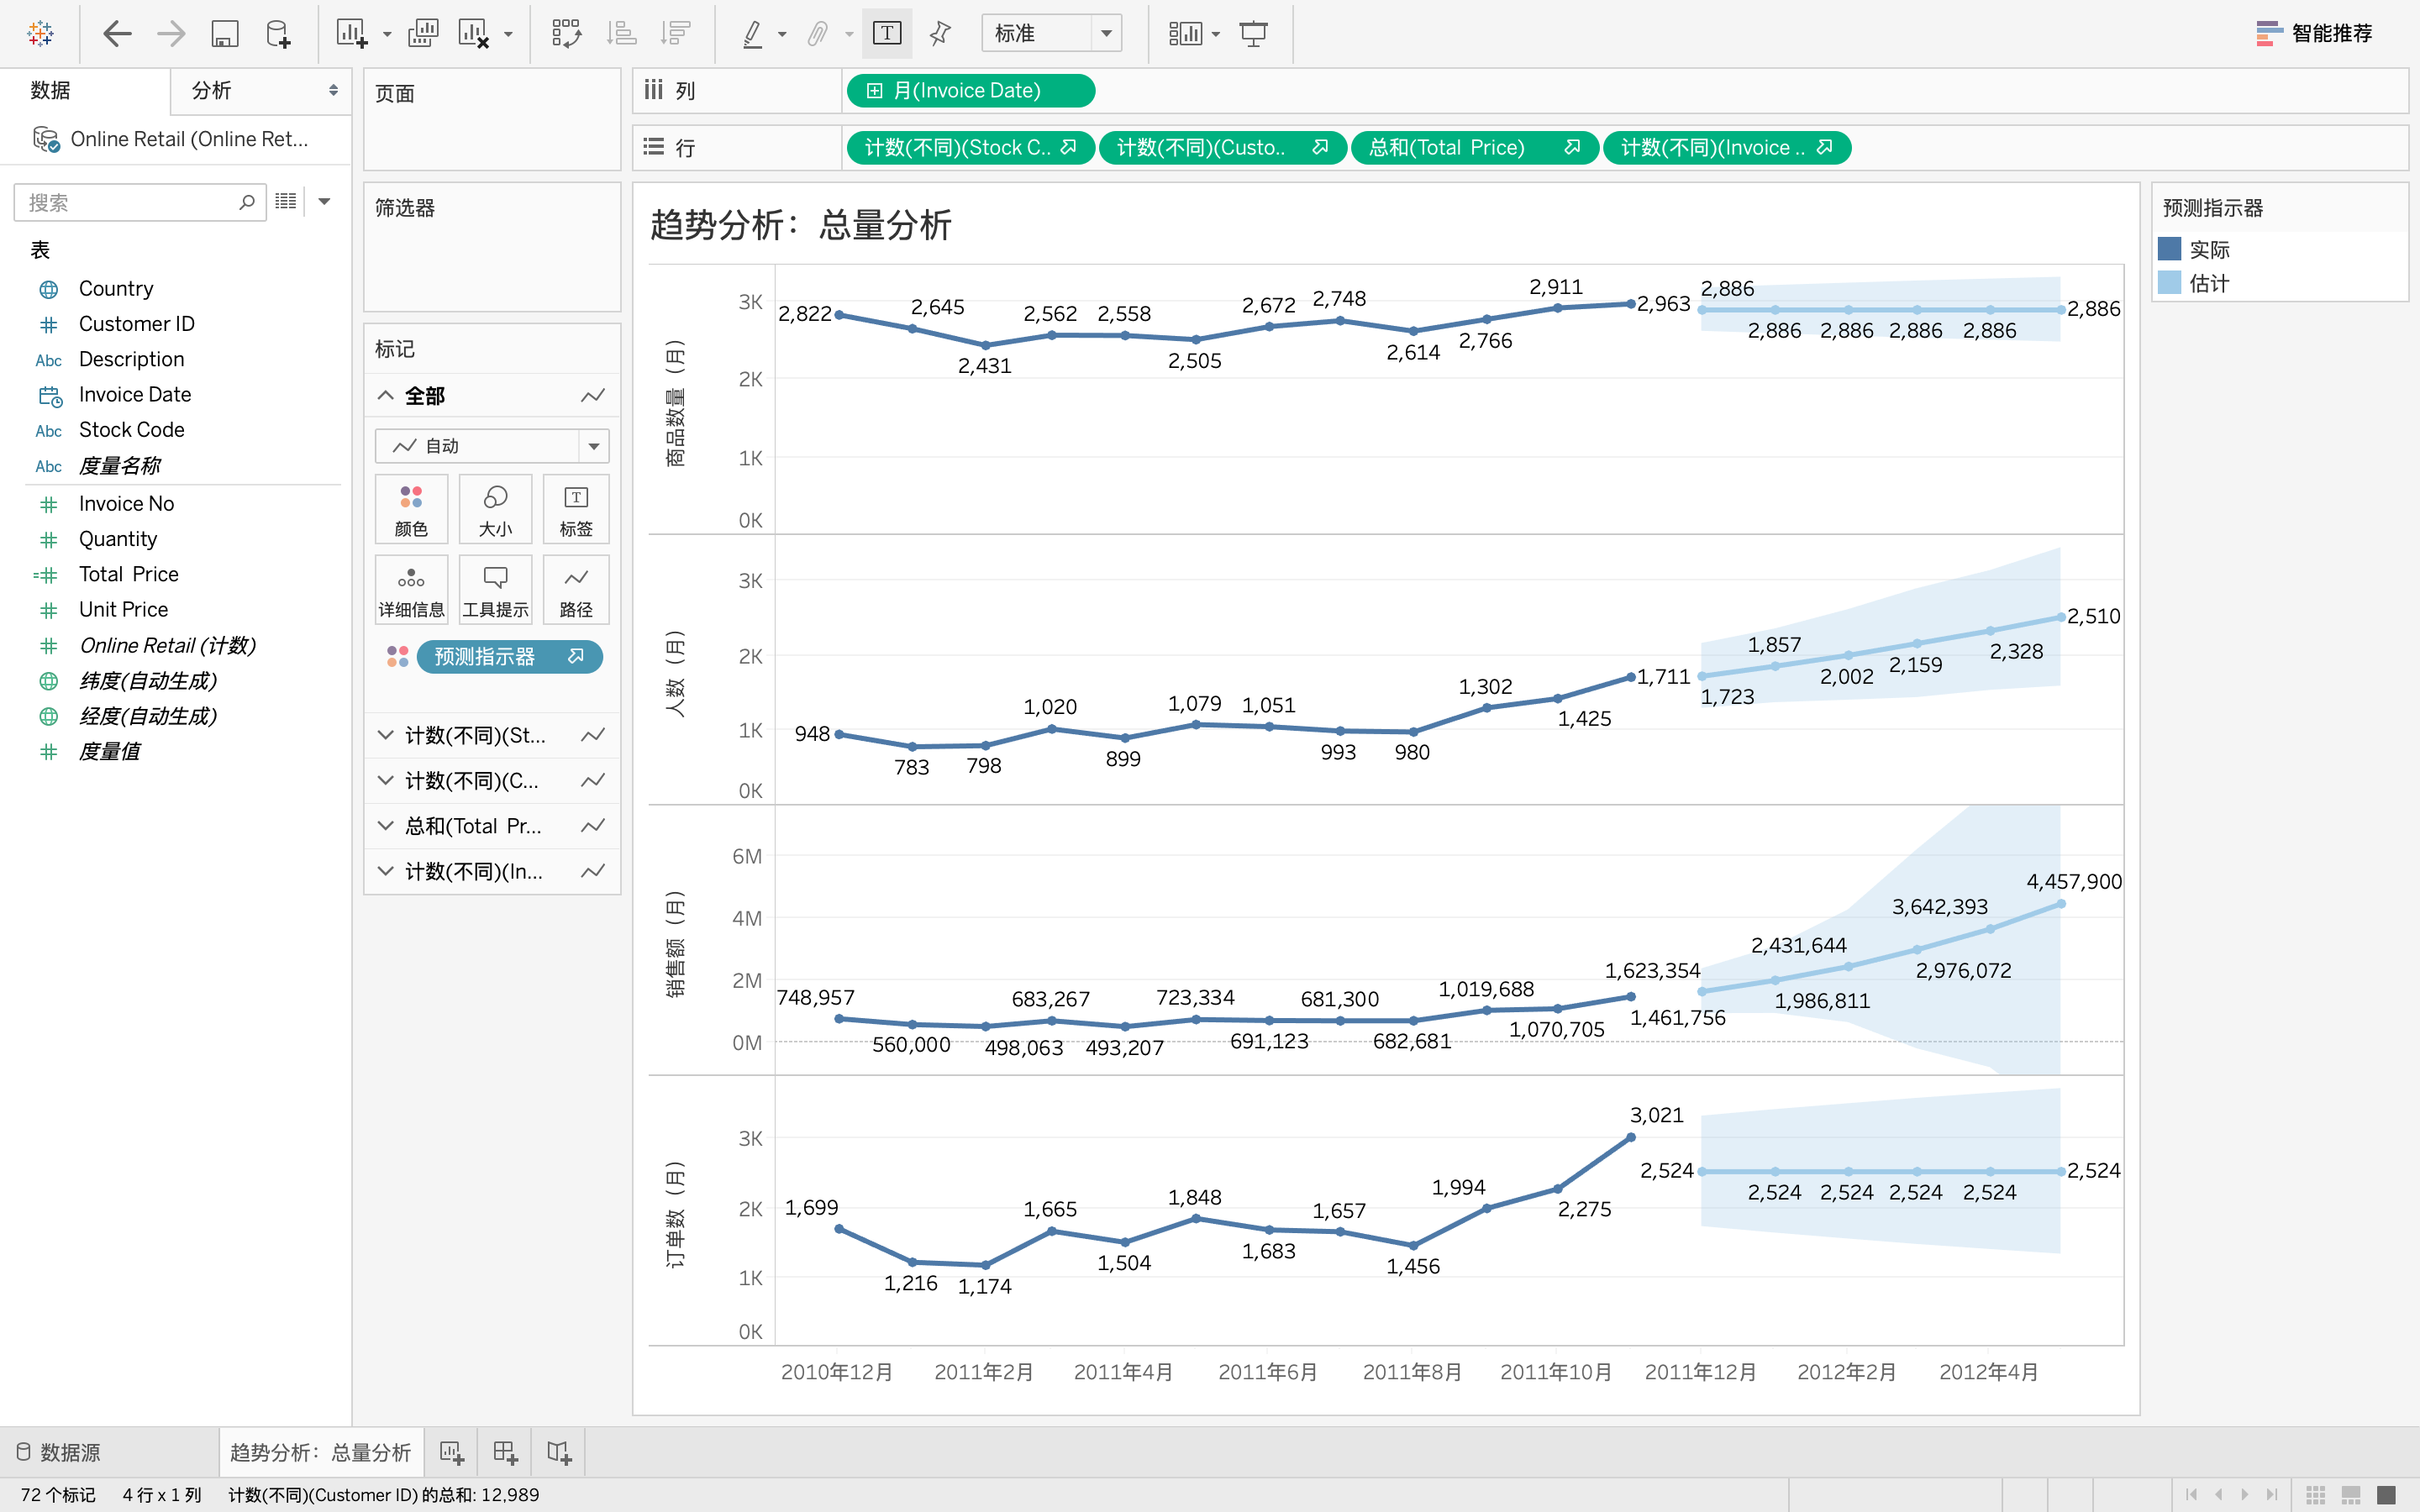 标准
智能推荐
数据
分析
Online Retail (Online Ret...
搜索
表
Country
Customer ID
Abc Description
Invoice Date
Abc Stock Code
Abc 度量名称
Invoice No
Quantity
Total Price
Unit Price
Online Retail (计数)
纬度(自动生成)
经度(自动生成)
度量值
页面
筛选器
标记
全部
自动
颜色 大小 标签
详细信息 工具提示 路径
预测指示器
计数(不同)(St...
计数(不同)(C...
总和(Total Pr...
计数(不同)(In...
列
月(Invoice Date)
行
计数(不同)(Stock C..
计数(不同)(Custo..
总和(Total Price)
计数(不同)(Invoice ..
趋势分析：总量分析
商品数量（月）
3K
2K
1K
0K
2,822 2,645 2,431 2,562 2,558 2,505 2,672 2,748 2,614 2,766 2,911 2,963
2,886 2,886 2,886 2,886 2,886 2,886
人数（月）
3K
2K
1K
0K
948 783 798 1,020 899 1,079 1,051 993 980 1,302 1,425 1,711
1,723 1,857 2,002 2,159 2,328 2,510
销售额（月）
6M
4M
2M
0M
748,957 560,000 498,063 683,267 493,207 723,334 691,123 681,300 682,681 1,019,688 1,070,705 1,461,756
1,623,354 1,986,811 2,431,644 2,976,072 3,642,393 4,457,900
订单数（月）
3K
2K
1K
0K
1,699 1,216 1,174 1,665 1,504 1,848 1,683 1,657 1,456 1,994 2,275 3,021
2,524 2,524 2,524 2,524 2,524 2,524
2010年12月 2011年2月 2011年4月 2011年6月 2011年8月 2011年10月 2011年12月 2012年2月 2012年4月
预测指示器
实际
估计
数据源
趋势分析：总量分析
72 个标记 4 行 x 1 列 计数(不同)(Customer ID) 的总和: 12,989